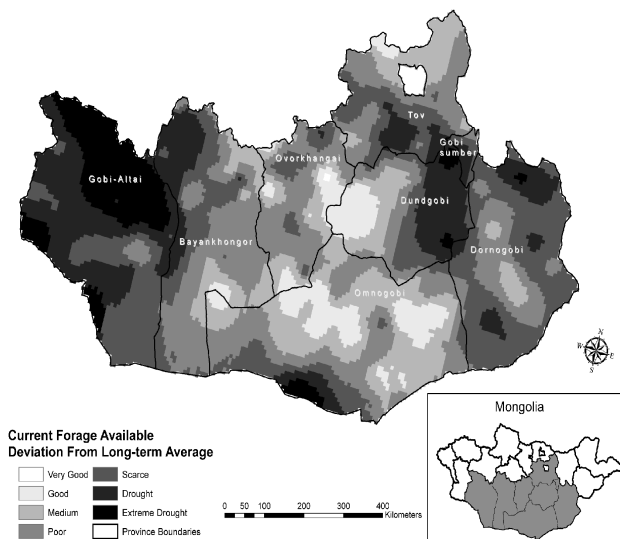 Tov
Gobi
sumber
Ovorkhangai
Gobi-Altai
Dundgobi
Bayankhongor
Dornogobi
Omnogobi
N
W
E
S
Current Forage Available
Deviation From Long-term Average
Very Good
Good
Medium
Poor
Scarce
Drought
Extreme Drought
Province Boundaries
0 50 100 200 300 400
Kilometers
Mongolia